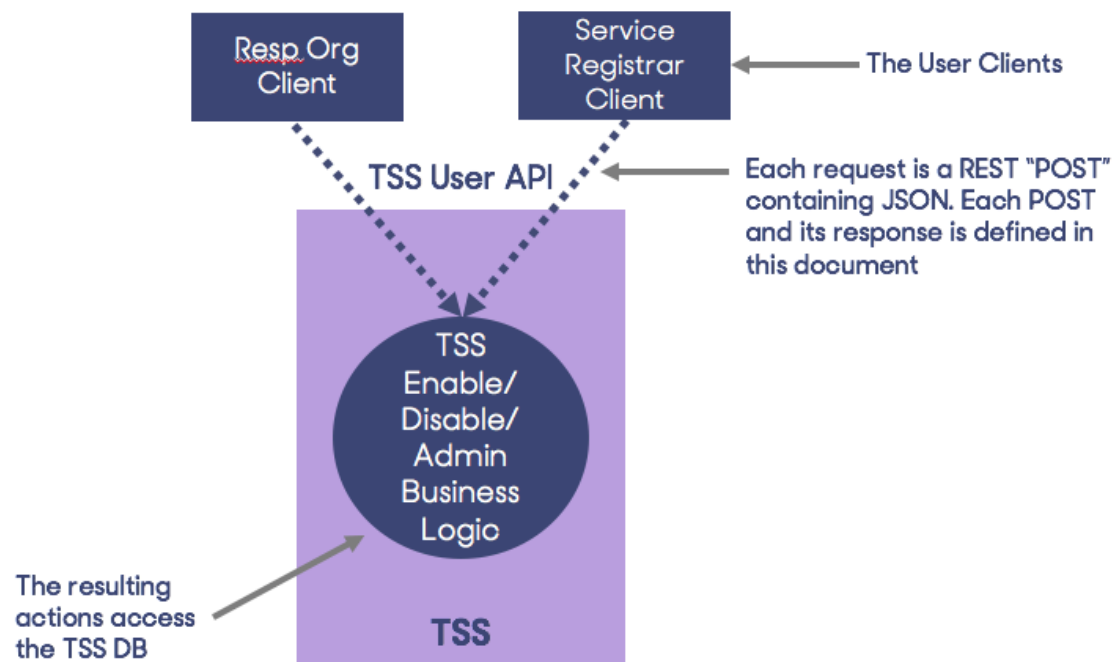 Resp Org
Client
Service
Registrar
Client
The User Clients
TSS User API
Each request is a REST “POST”
containing JSON. Each POST
and its response is defined in
this document
TSS
Enable/
Disable/
Admin
Business
Logic
The resulting
actions access
the TSS DB
TSS